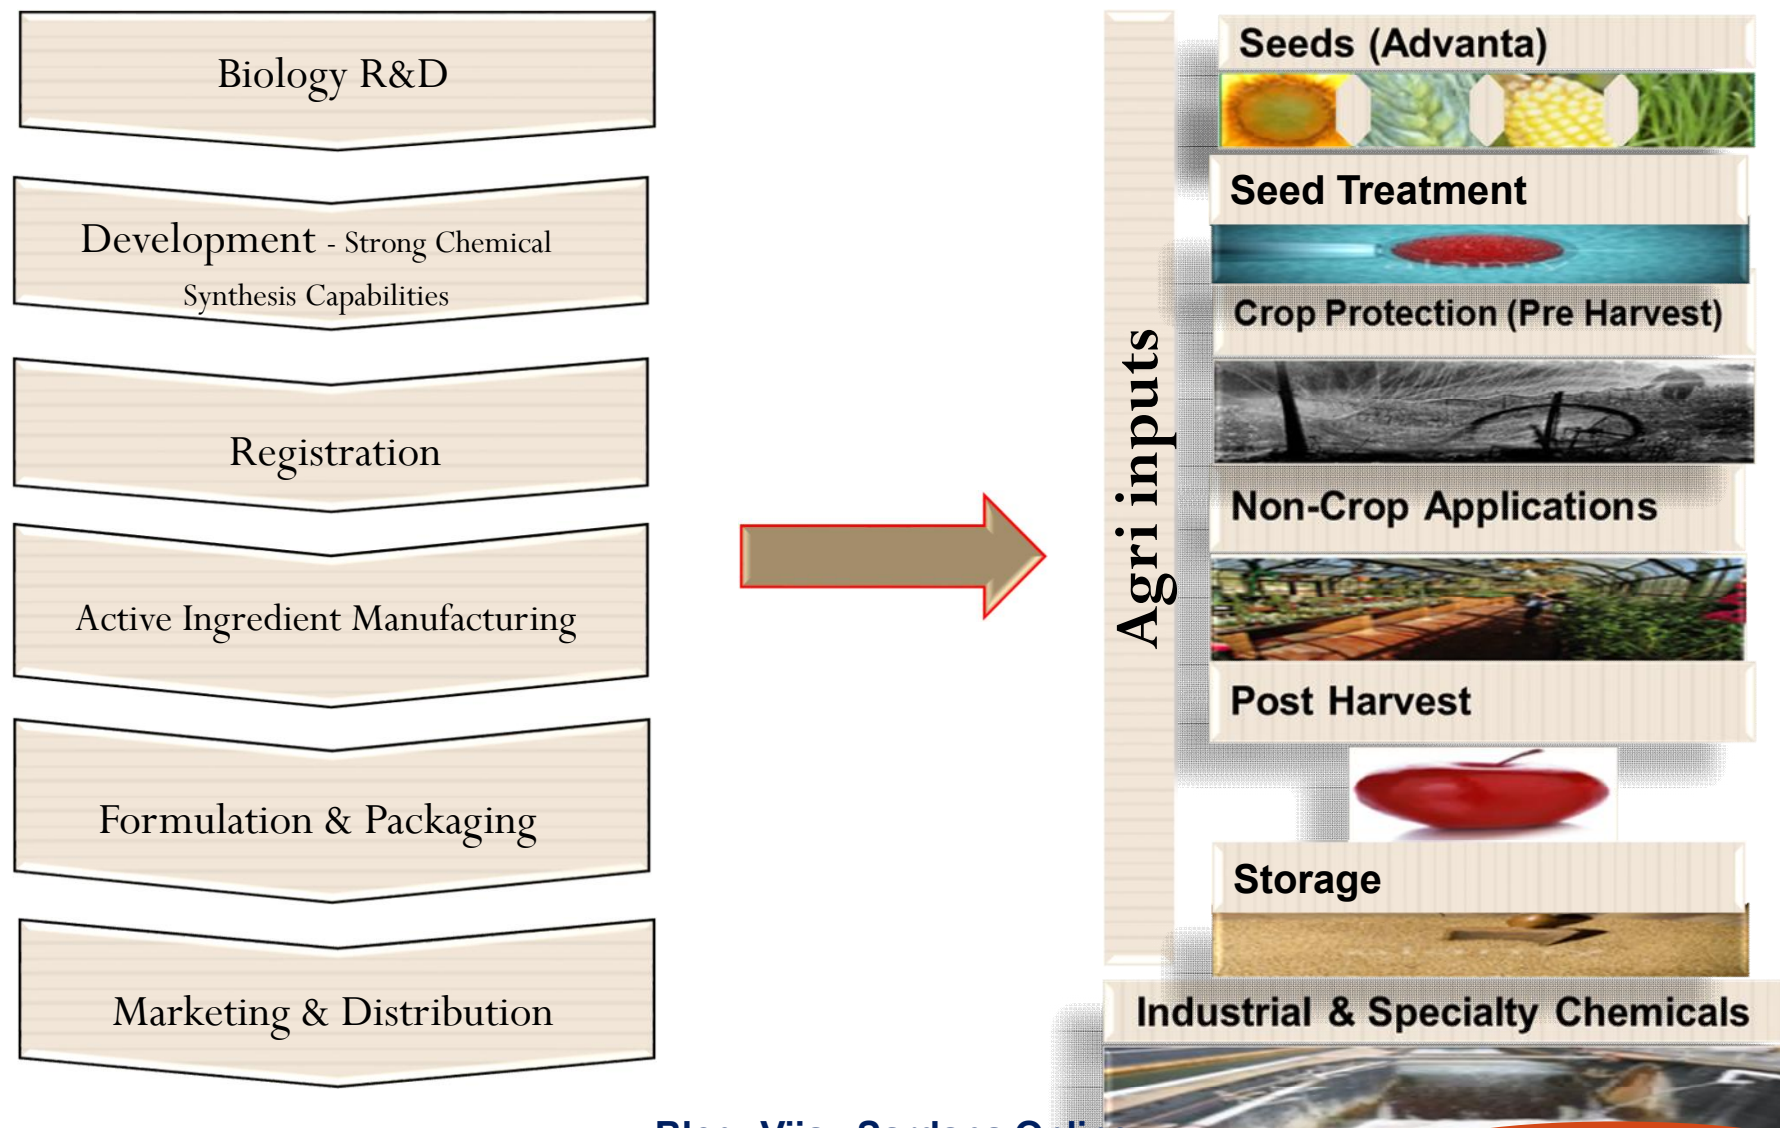 Biology R&D
Development - Strong Chemical
Synthesis Capabilities
Registration
Active Ingredient Manufacturing
Formulation & Packaging
Marketing & Distribution
Agri inputs
Seeds (Advanta)
Seed Treatment
Crop Protection (Pre Harvest)
Non-Crop Applications
Post Harvest
Storage
Industrial & Specialty Chemicals